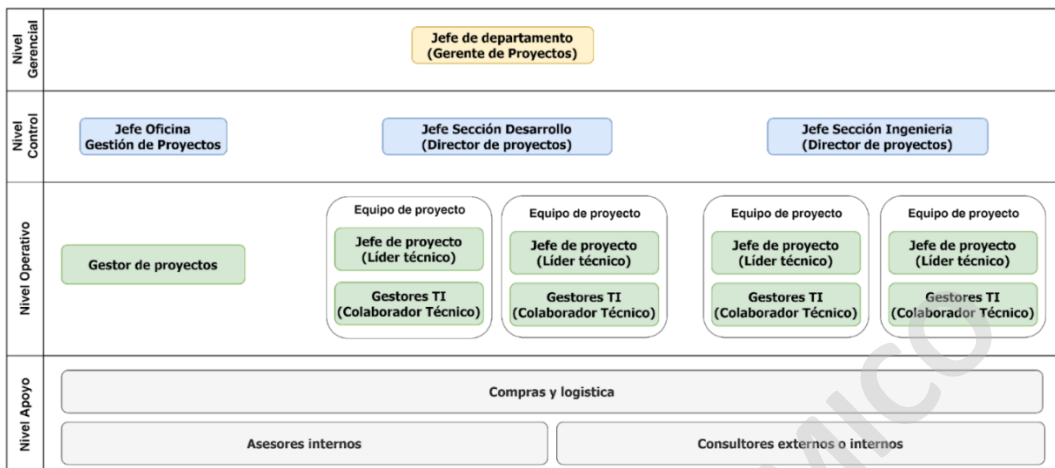 Nivel
Gerencial
Jefe de departamento
(Gerente de Proyectos)
Nivel
Control
Jefe Oficina
Gestión de Proyectos
Jefe Sección Desarrollo
(Director de proyectos)
Jefe Sección Ingenieria
(Director de proyectos)
Nivel Operativo
Gestor de proyectos
Equipo de proyecto
Jefe de proyecto
(Líder técnico)
Gestores TI
(Colaborador Técnico)
Equipo de proyecto
Jefe de proyecto
(Líder técnico)
Gestores TI
(Colaborador Técnico)
Equipo de proyecto
Jefe de proyecto
(Líder técnico)
Gestores TI
(Colaborador Técnico)
Equipo de proyecto
Jefe de proyecto
(Líder técnico)
Gestores TI
(Colaborador Técnico)
Nivel Apoyo
Compras y logistica
Asesores internos
Consultores externos o internos